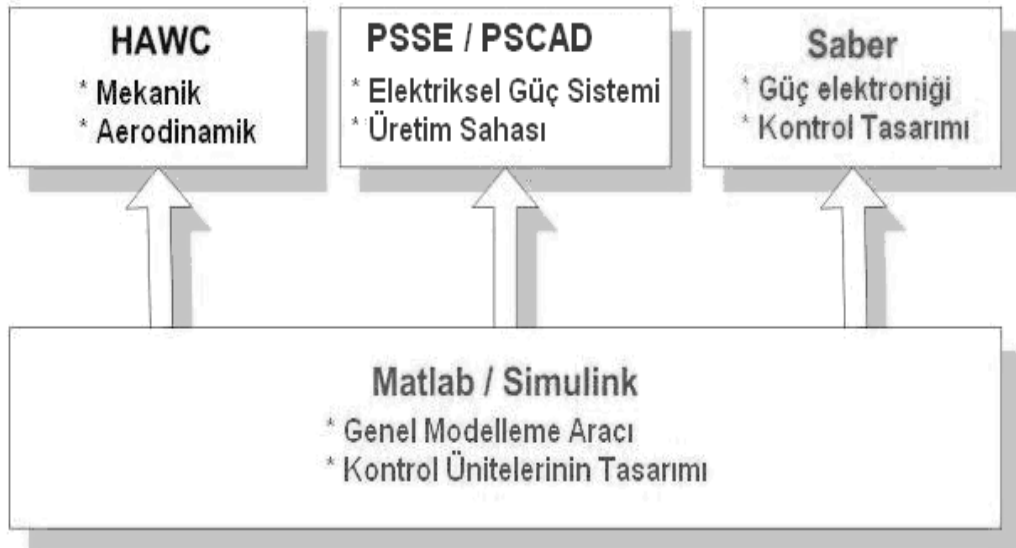 HAWC
* Mekanik
* Aerodinamik
PSSE / PSCAD
* Elektriksel Güç Sistemi
* Üretim Sahası
Saber
* Güç elektroniği
* Kontrol Tasarımı
Matlab / Simulink
* Genel Modelleme Aracı
* Kontrol Ünitelerinin Tasarımı